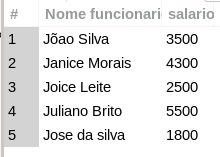 # Nome funcionari salario
1 Jõao Silva 3500
2 Janice Morais 4300
3 Joice Leite 2500
4 Juliano Brito 5500
5 Jose da silva 1800